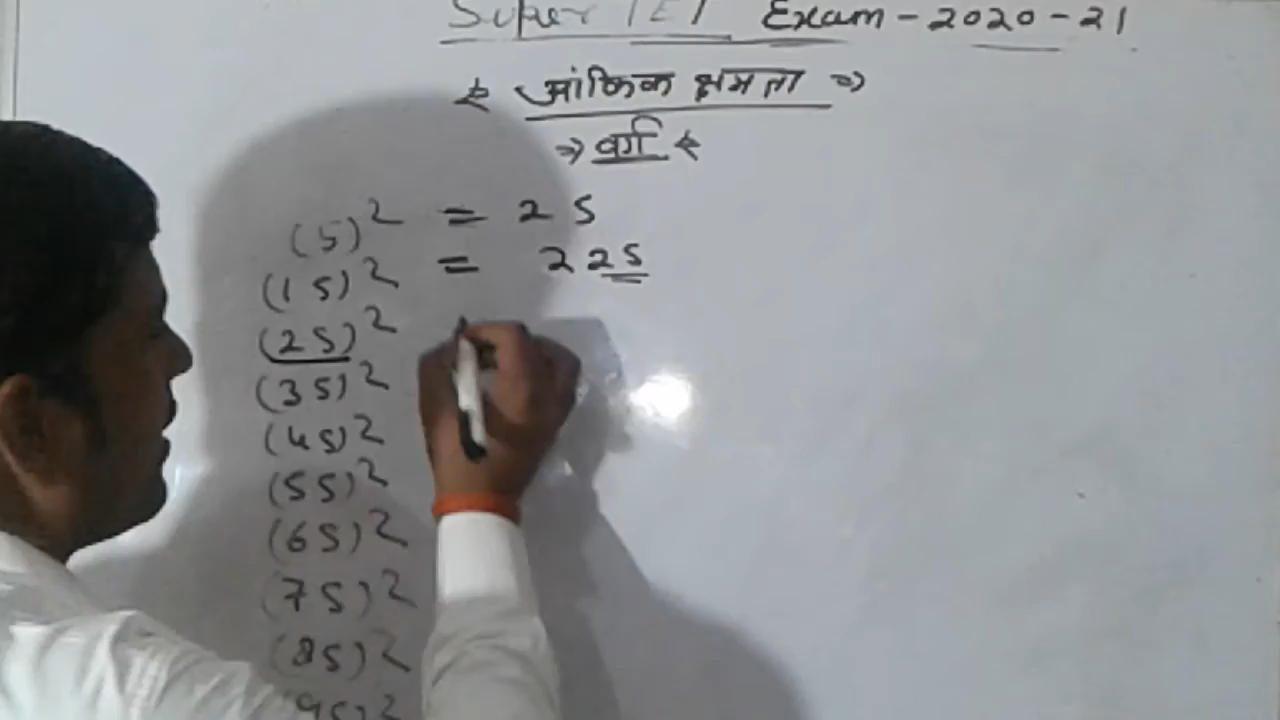 Super TET Exam - 2020-21
आंकिक क्षमता ⇒
⇒ वर्ग
(5)² = 25
(15)² = 225
(25)²
(35)²
(45)²
(55)²
(65)²
(75)²
(85)²
(95)²